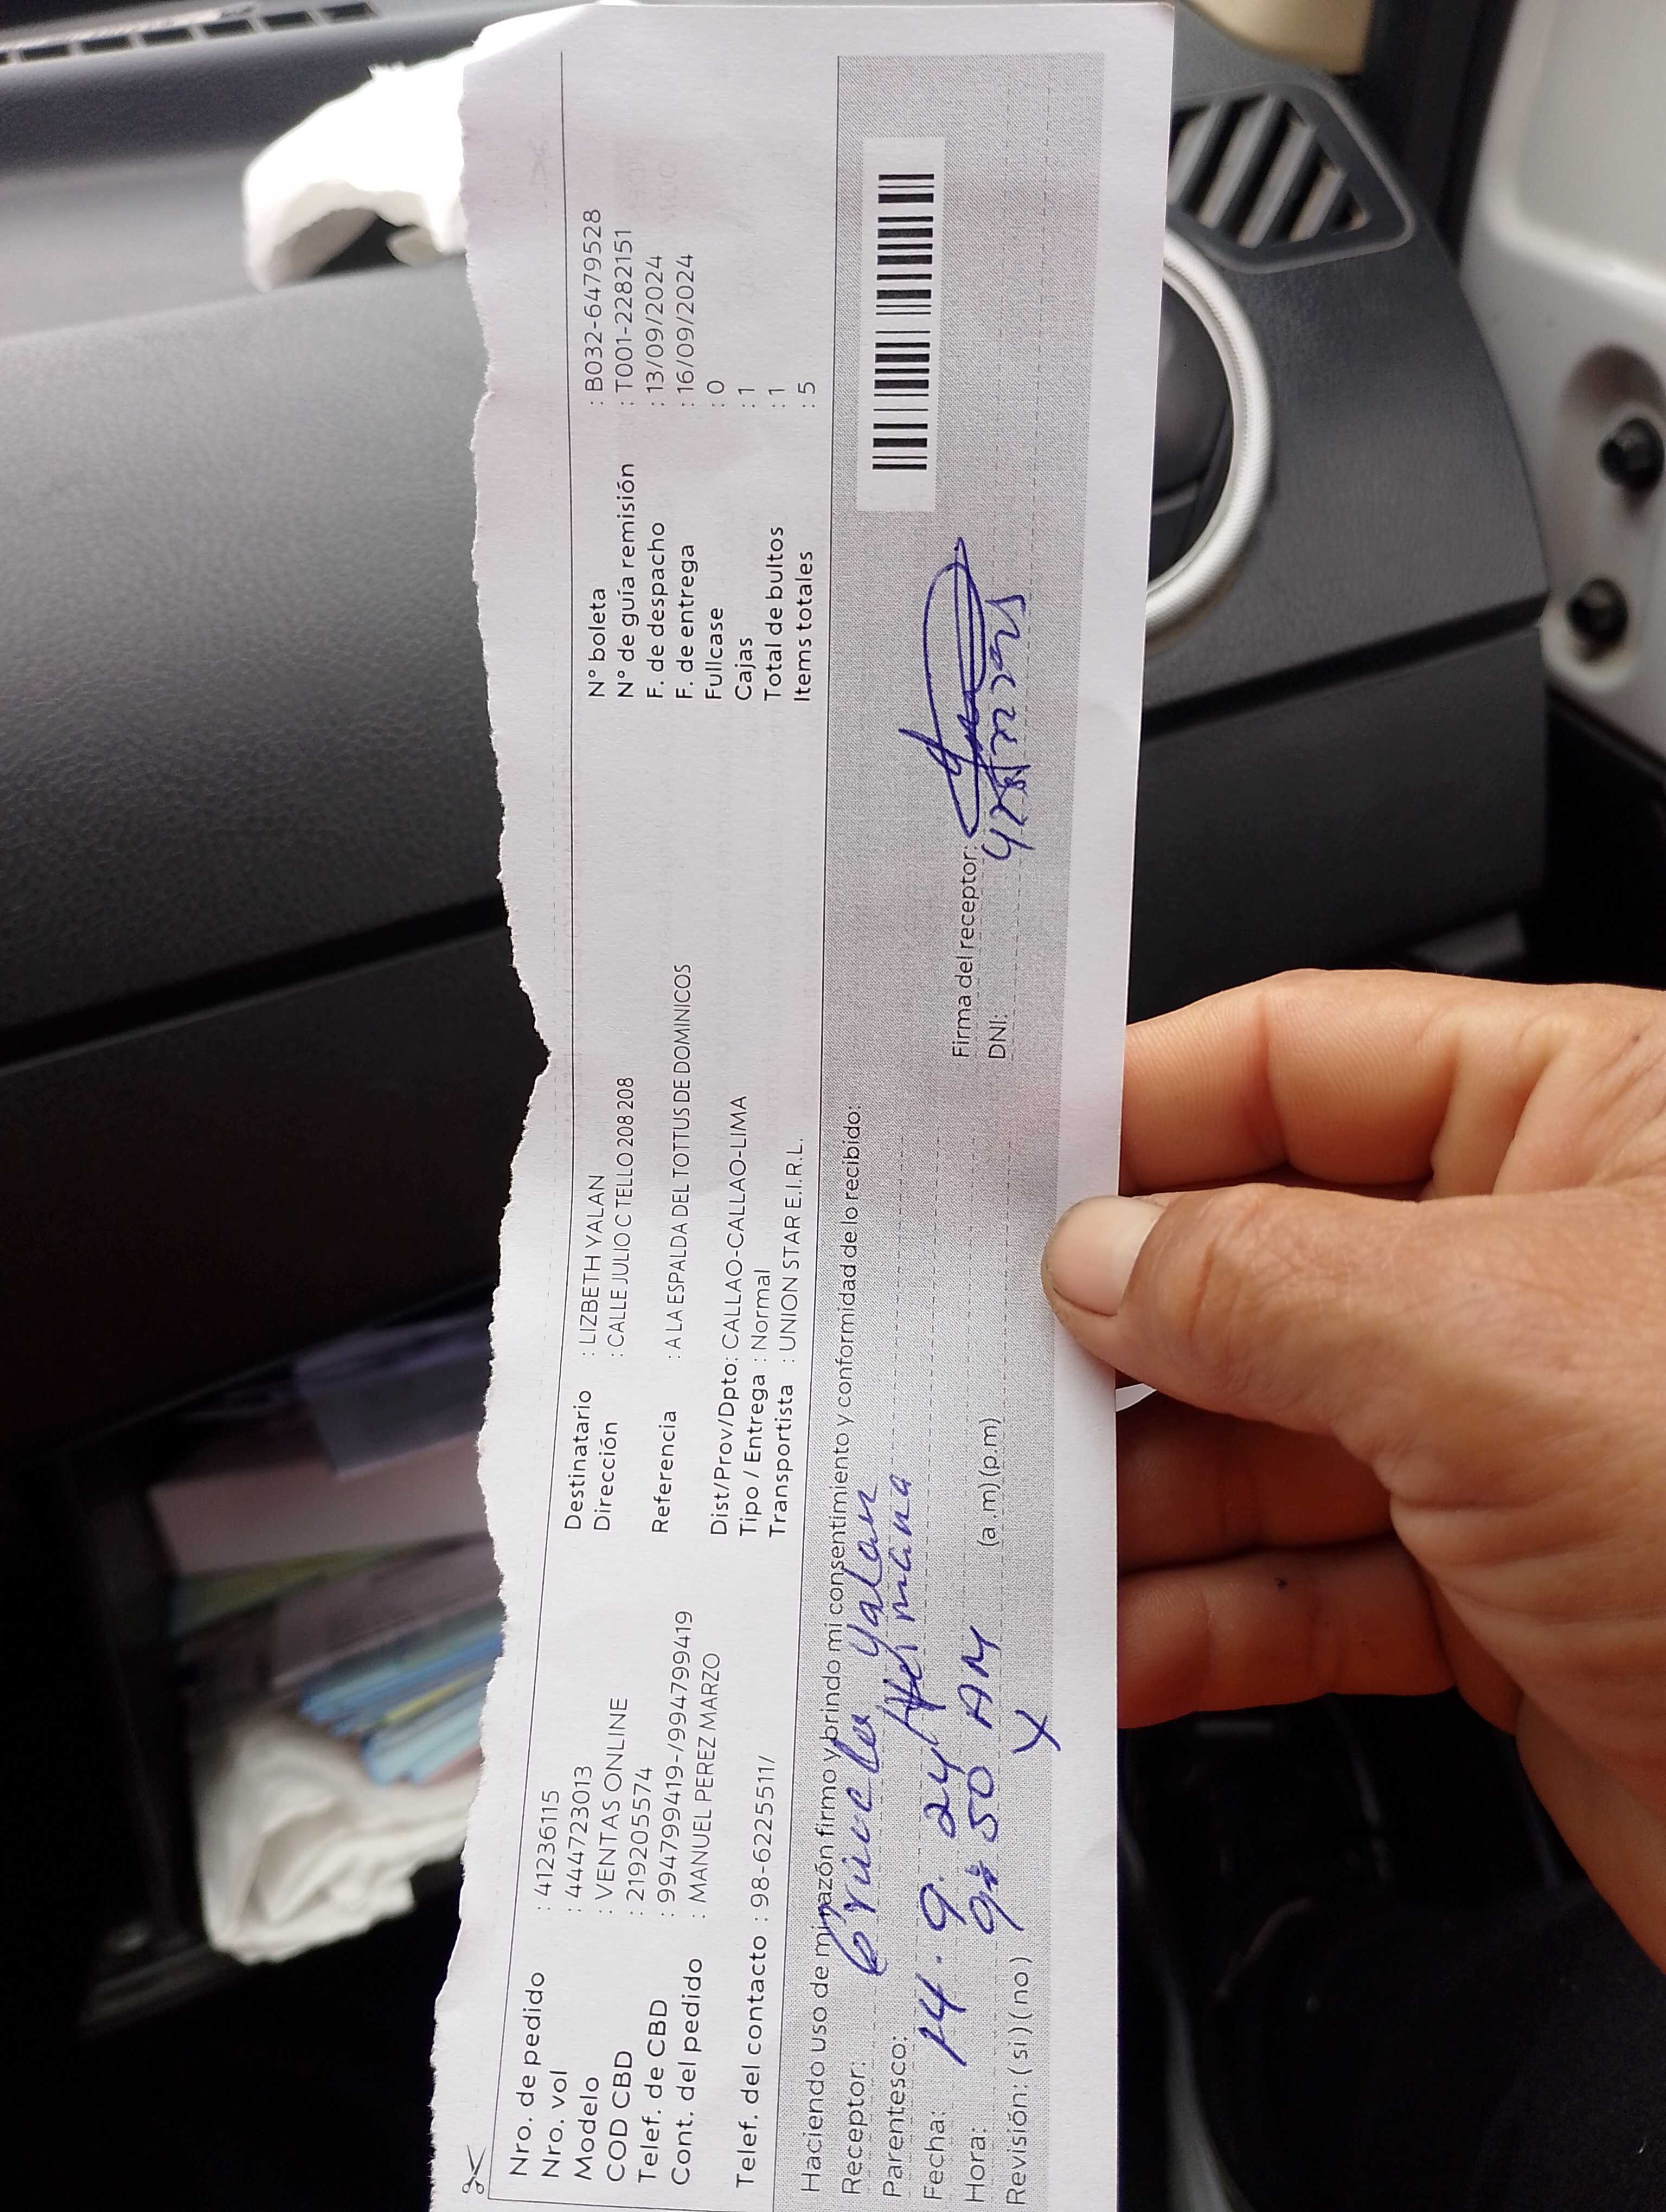 Nro. de pedido : 41236115
Nro. vol : 444723013
Modelo : VENTAS ONLINE
COD CBD : 219205574
Telef. de CBD : 994799419-/994799419
Cont. del pedido : MANUEL PEREZ MARZO
Telef. del contacto : 98-6225511/
Destinatario : LIZBETH YALAN
Dirección : CALLE JULIO C TELLO 208 208
Referencia : A LA ESPALDA DEL TOTTUS DE DOMINICOS
Dist/Prov/Dpto: CALLAO-CALLAO-LIMA
Tipo / Entrega : Normal
Transportista : UNION STAR E.I.R.L.
N° boleta : B032-6479528
N° de guía remisión : T001-2282151
F. de despacho : 13/09/2024
F. de entrega : 16/09/2024
Fullcase : 0
Cajas : 1
Total de bultos : 1
Items totales : 5
Haciendo uso de mi razón firmo y brindo mi consentimiento y conformidad de lo recibido:
Receptor: Yalan
Parentesco:
Fecha: 14.9.24
Hora: 9:50 AM (a.m)(p.m)
Revisión: (si) (no) X
Firma del receptor:
DNI: